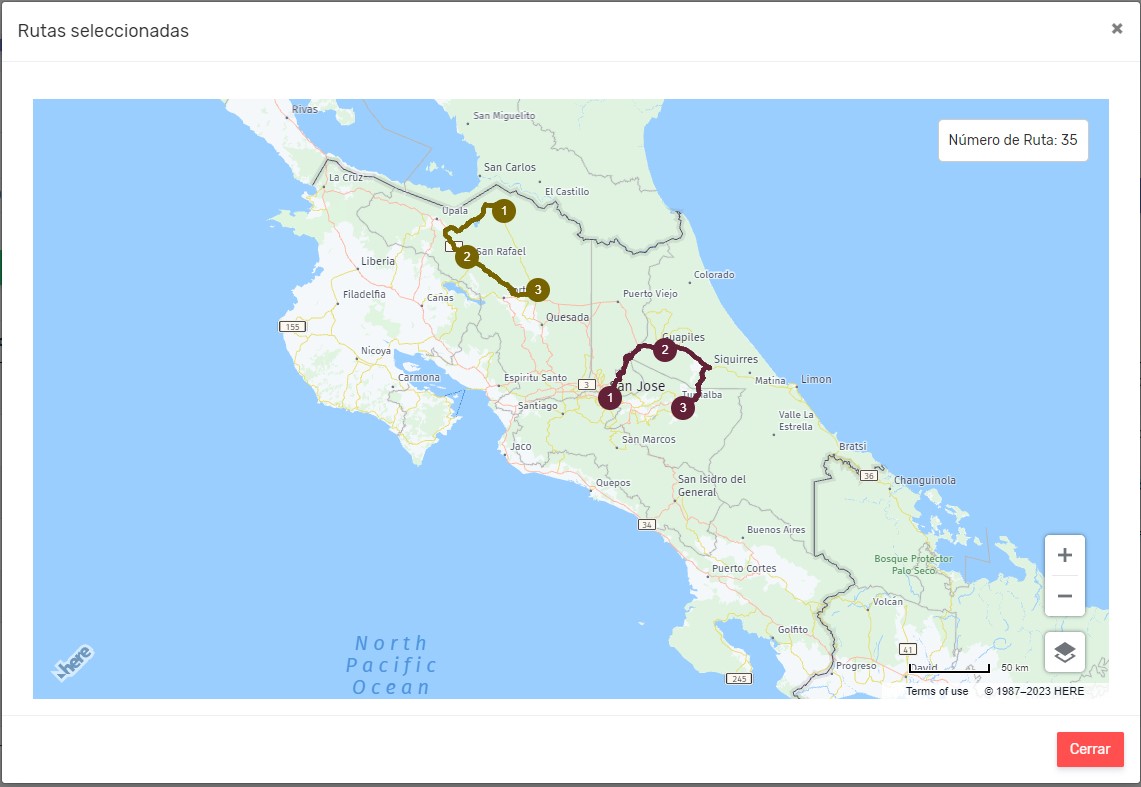 Rutas seleccionadas
Rivas
San Miguelito
Número de Ruta: 35
San Carlos
La Cruz
El Castillo
Upala
1
San Rafael
2
Liberia
Colorado
Filadelfia
Cañas
3
Puerto Viejo
Quesada
155
Guapiles
Nicoya
2
Siquirres
Carmona
Espiritu Santo
3
San Jose
Matina
Limon
1
Santiago
3
Valle La
Estrella
San Marcos
Jaco
Bratsi
36
Changuinola
Quepos
San Isidro del
General
34
Buenos Aires
Bosque Protector
Palo Seco
Puerto Cortes
Volcán
Golfito
North
Pacific
Ocean
here
41
Progreso
David
50 km
245
Terms of use
© 1987–2023 HERE
Cerrar